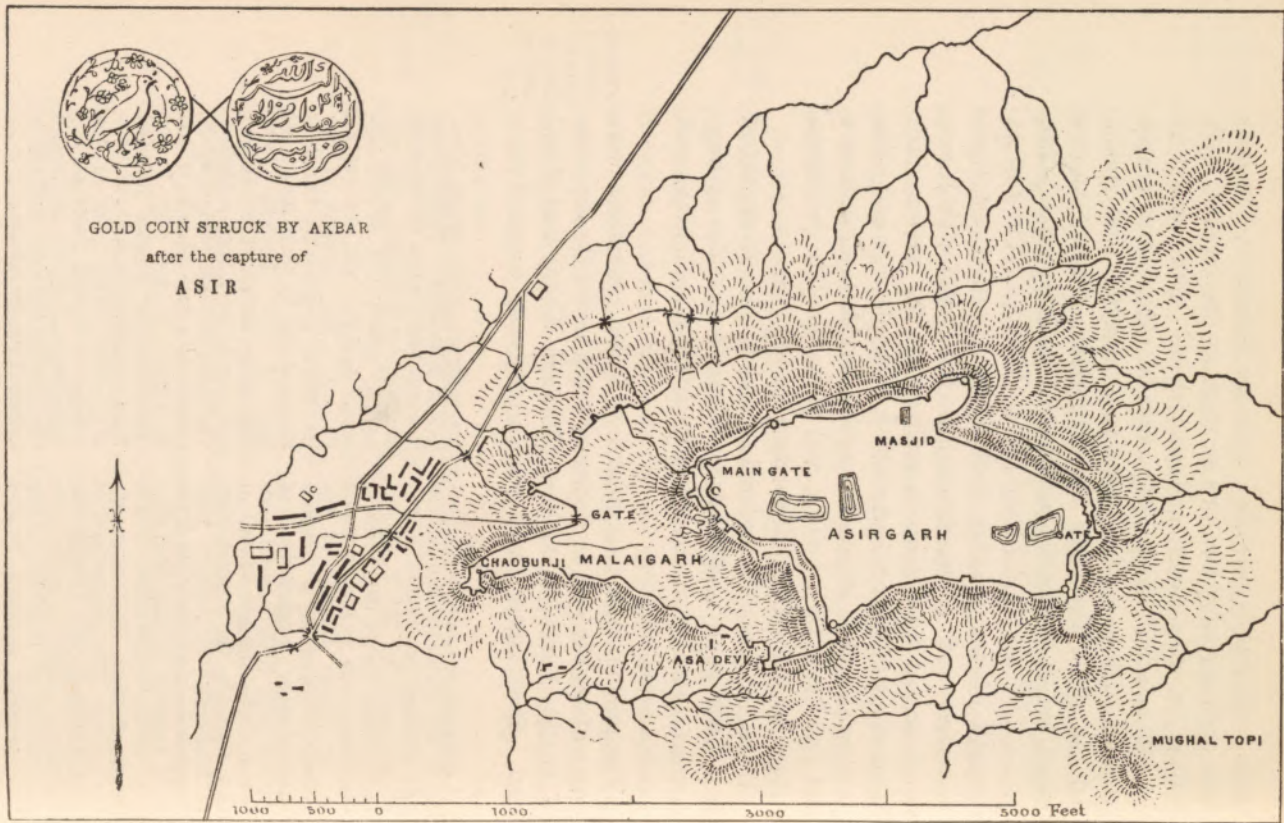 GOLD COIN STRUCK BY AKBAR
after the capture of
ASIR
MASJID
MAIN GATE
GATE
ASIRGARH
GATE
CHAOBURJI
MALAIGARH
ASA DEVI
MUGHAL TOPI
1000 500 0 1000 3000 5000 Feet